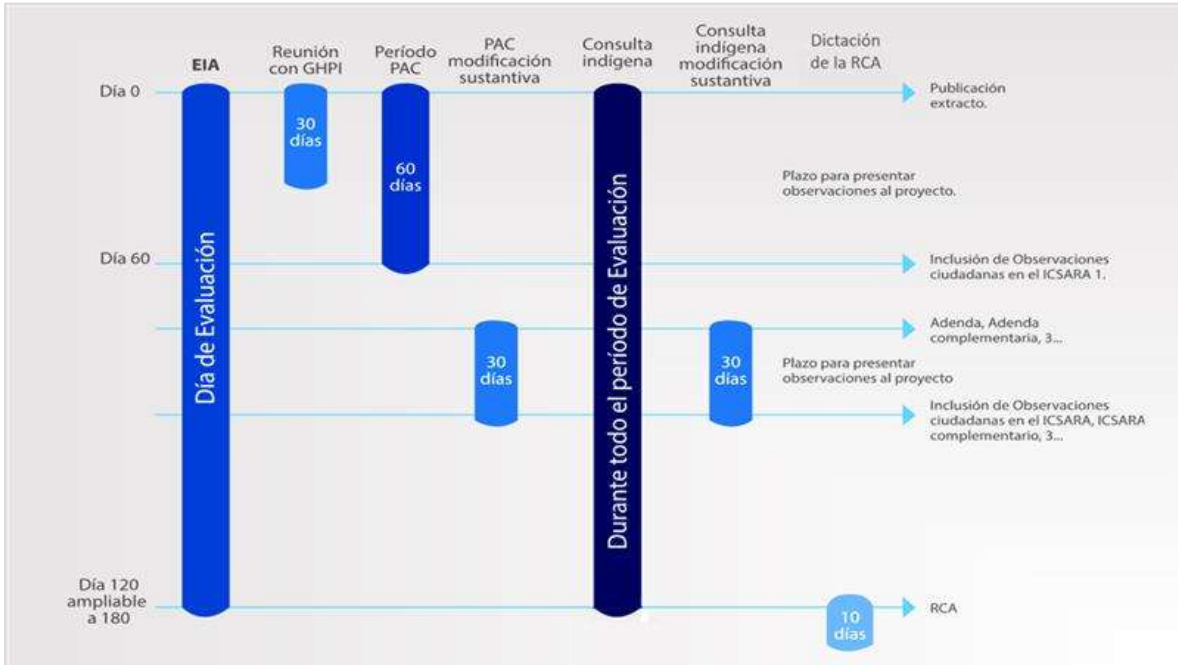 EIA
Reunión
con GHPI
Período
PAC
PAC
modificación
sustantiva
Consulta
indígena
Consulta
indígena
modificación
sustantiva
Dictación
de la RCA
Día 0
Publicación
extracto.
30
días
60
días
Plazo para presentar
observaciones al proyecto.
Día de Evaluación
Durante todo el período de Evaluación
Día 60
Inclusión de Observaciones
ciudadanas en el ICSARA 1.
Adenda, Adenda
complementaria, 3...
30
días
30
días
Plazo para presentar
observaciones al proyecto
Inclusión de Observaciones
ciudadanas en el ICSARA, ICSARA
complementario, 3...
Día 120
ampliable
a 180
RCA
10
días